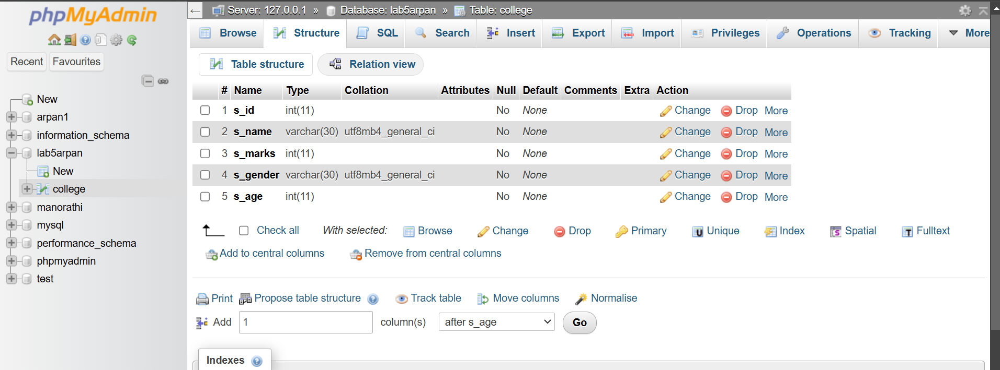 phpMyAdmin
Recent Favourites
New
arpan1
information_schema
lab5arpan
New
college
manorathi
mysql
performance_schema
phpmyadmin
test
Server: 127.0.0.1 » Database: lab5arpan » Table: college
Browse Structure SQL Search Insert Export Import Privileges Operations Tracking More
Table structure Relation view
# Name Type Collation Attributes Null Default Comments Extra Action
1 s_id int(11) No None Change Drop More
2 s_name varchar(30) utf8mb4_general_ci No None Change Drop More
3 s_marks int(11) No None Change Drop More
4 s_gender varchar(30) utf8mb4_general_ci No None Change Drop More
5 s_age int(11) No None Change Drop More
Check all With selected: Browse Change Drop Primary Unique Index Spatial Fulltext
Add to central columns Remove from central columns
Print Propose table structure Track table Move columns Normalise
Add 1 column(s) after s_age Go
Indexes